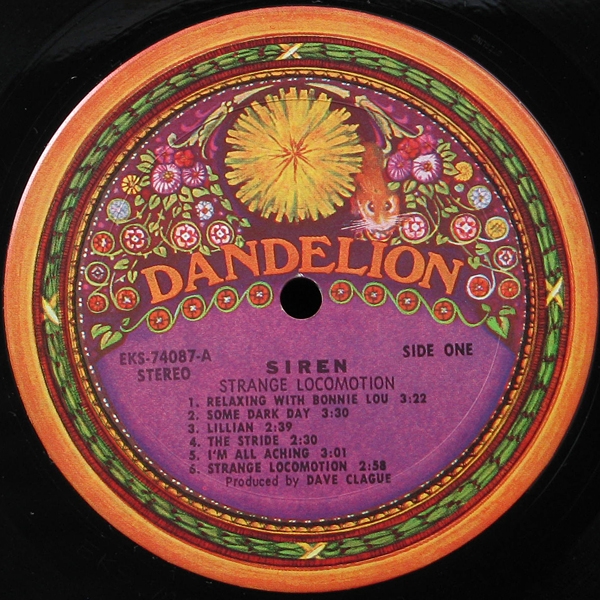 DANDELION
EKS-74087-A
STEREO
SIDE ONE
SIREN
STRANGE LOCOMOTION
1. RELAXING WITH BONNIE LOU 3:22
2. SOME DARK DAY 3:30
3. LILLIAN 2:39
4. THE STRIDE 2:30
5. I'M ALL ACHING 3:01
6. STRANGE LOCOMOTION 2:58
Produced by DAVE CLAGUE